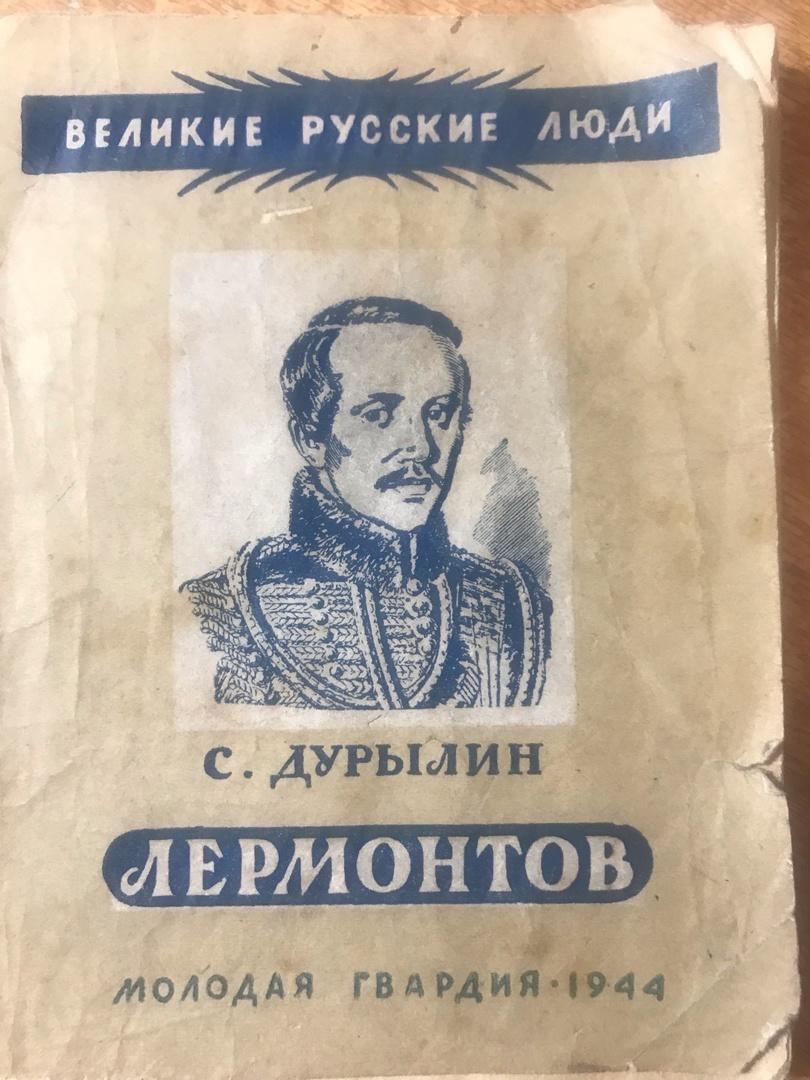 ВЕЛИКИЕ РУССКИЕ ЛЮДИ
С. ДУРЫЛИН
ЛЕРМОНТОВ
МОЛОДАЯ ГВАРДИЯ·1944